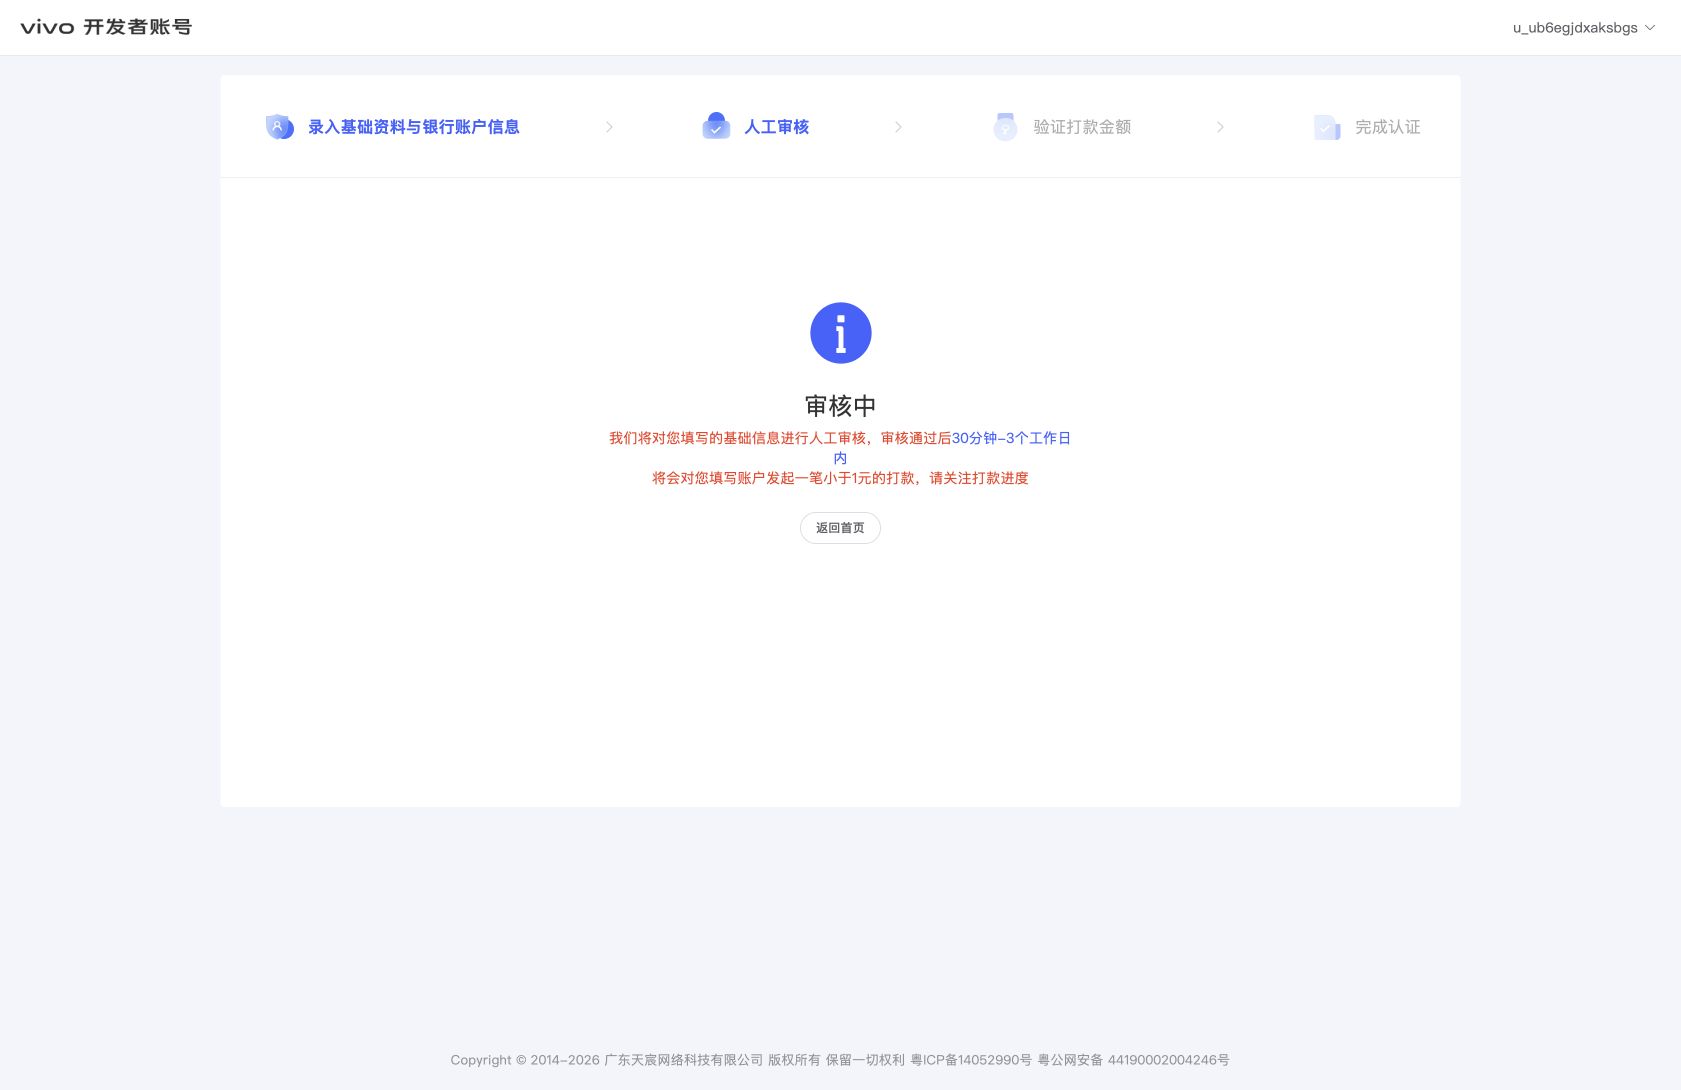 vivo 开发者账号
u_ub6egjdxaksbgs
录入基础资料与银行账户信息
人工审核
验证打款金额
完成认证
审核中
我们将对您填写的基础信息进行人工审核，审核通过后30分钟-3个工作日
内
将会对您填写账户发起一笔小于1元的打款，请关注打款进度
返回首页
Copyright © 2014-2026 广东天宸网络科技有限公司 版权所有 保留一切权利 粤ICP备14052990号 粤公网安备 44190002004246号